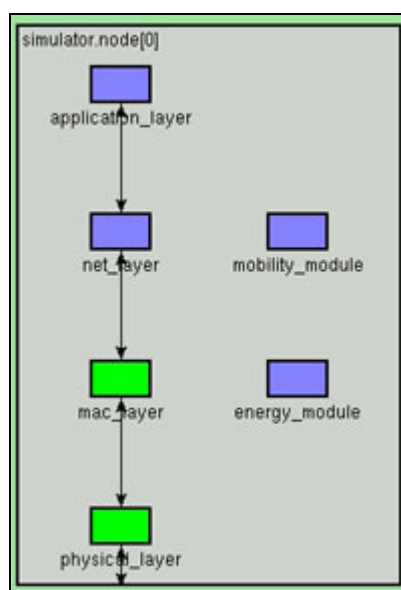 simulator.node[0]
application_layer
net_layer
mobility_module
mac_layer
energy_module
physical_layer